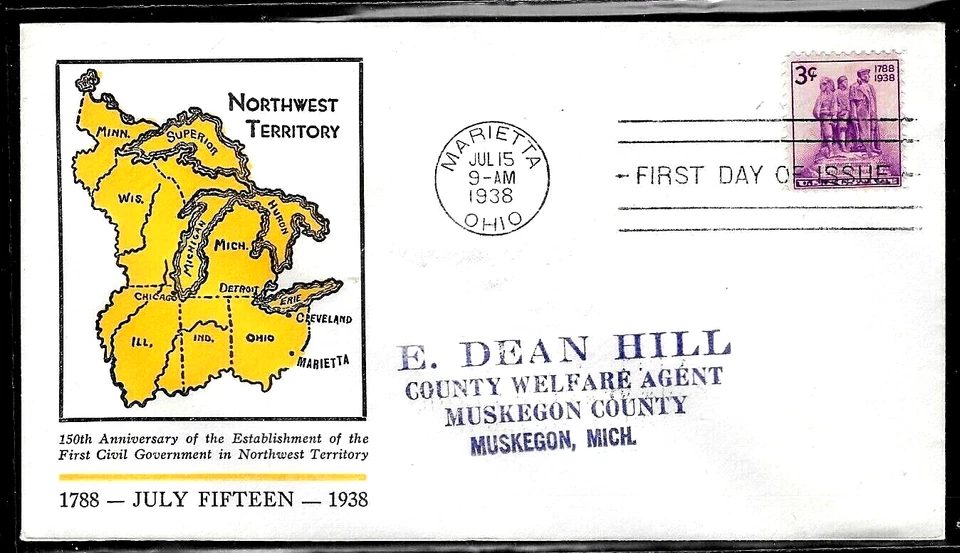 NORTHWEST
TERRITORY
MINN.
SUPERIOR
WIS.
MICHIGAN
HURON
MICH.
CHICAGO
DETROIT
ERIE
CLEVELAND
ILL.
IND.
OHIO
MARIETTA
150th Anniversary of the Establishment of the
First Civil Government in Northwest Territory
1788 — JULY FIFTEEN — 1938
MARIETTA
JUL 15
9-AM
1938
OHIO
FIRST DAY OF ISSUE
3¢
1788
1938
E. DEAN HILL
COUNTY WELFARE AGENT
MUSKEGON COUNTY
MUSKEGON, MICH.